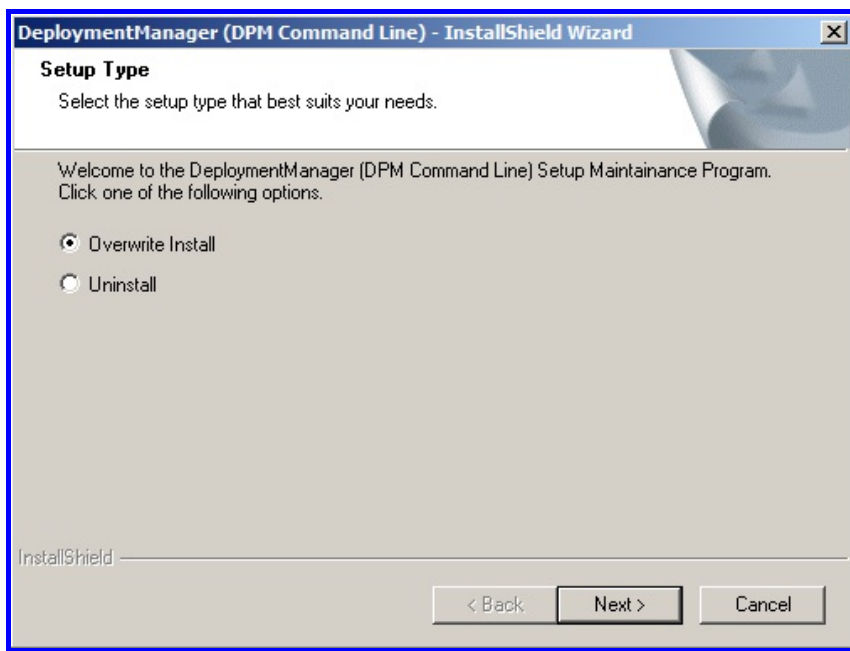 DeploymentManager (DPM Command Line) - InstallShield Wizard
Setup Type
Select the setup type that best suits your needs.
Welcome to the DeploymentManager (DPM Command Line) Setup Maintainance Program.
Click one of the following options.
Overwrite Install
Uninstall
InstallShield
< Back
Next >
Cancel